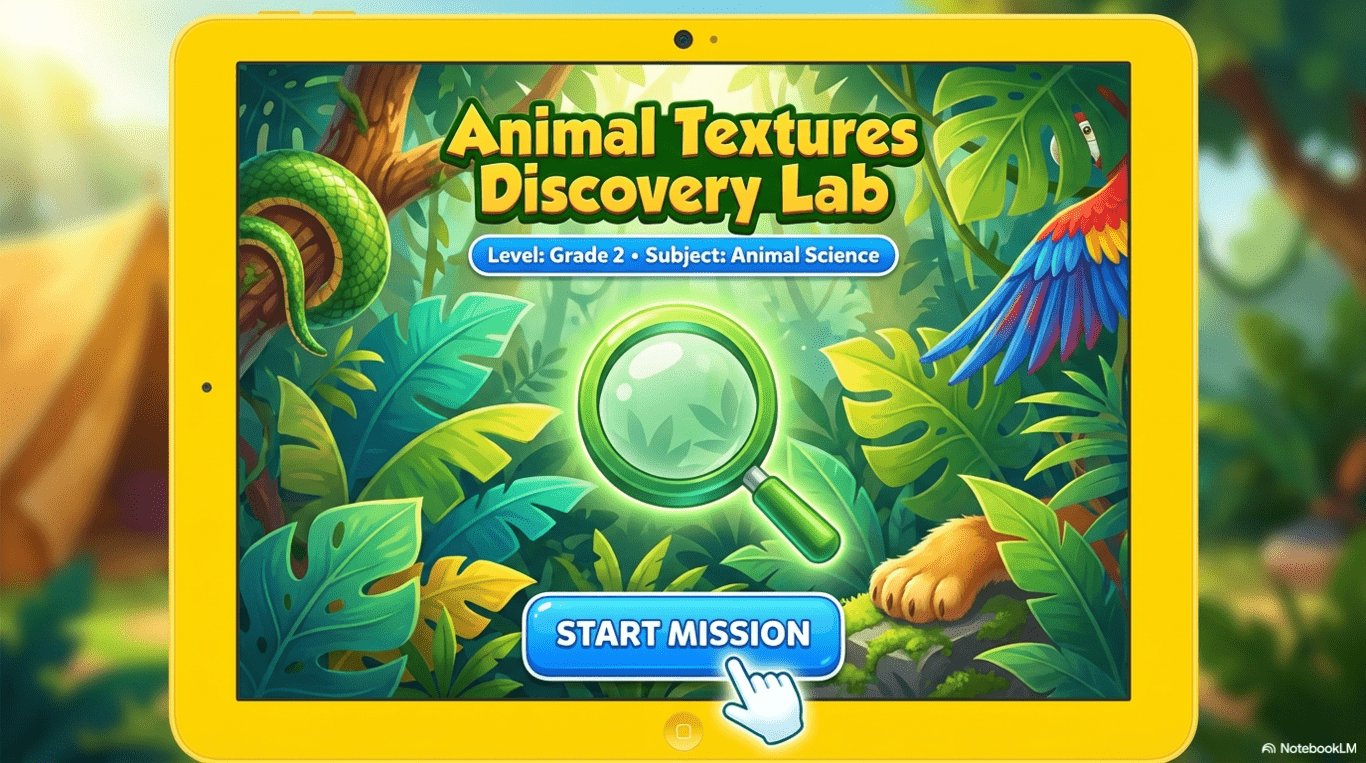 Animal Textures
Discovery Lab
Level: Grade 2 • Subject: Animal Science
START MISSION
NotebookLM